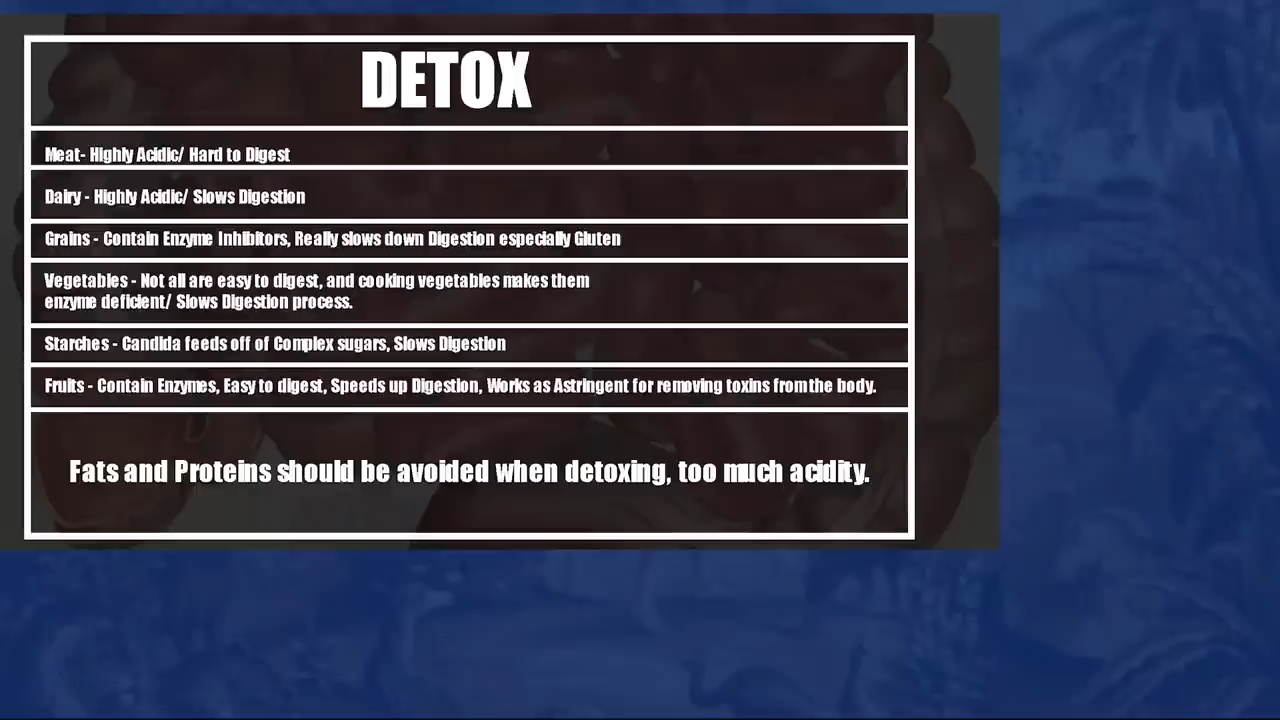 DETOX
Meat- Highly Acidic/ Hard to Digest
Dairy - Highly Acidic/ Slows Digestion
Grains - Contain Enzyme Inhibitors, Really slows down Digestion especially Gluten
Vegetables - Not all are easy to digest, and cooking vegetables makes them
enzyme deficient/ Slows Digestion process.
Starches - Candida feeds off of Complex sugars, Slows Digestion
Fruits - Contain Enzymes, Easy to digest, Speeds up Digestion, Works as Astringent for removing toxins from the body.
Fats and Proteins should be avoided when detoxing, too much acidity.